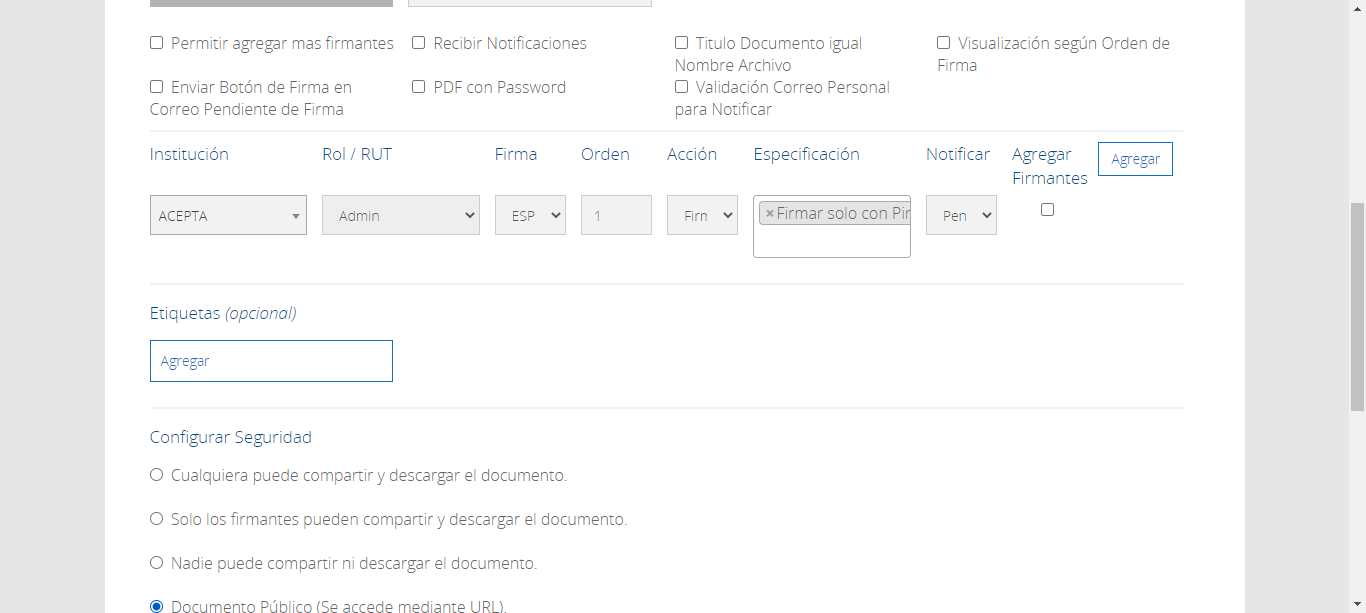 Permitir agregar mas firmantes
Recibir Notificaciones
Titulo Documento igual
Nombre Archivo
Visualización según Orden de
Firma
Enviar Botón de Firma en
Correo Pendiente de Firma
PDF con Password
Validación Correo Personal
para Notificar
Institución
Rol / RUT
Firma
Orden
Acción
Especificación
Notificar
Agregar
Firmantes
Agregar
ACEPTA
Admin
ESP
1
Firn
×Firmar solo con Pin
Pen
Etiquetas (opcional)
Agregar
Configurar Seguridad
Cualquiera puede compartir y descargar el documento.
Solo los firmantes pueden compartir y descargar el documento.
Nadie puede compartir ni descargar el documento.
Documento Público (Se accede mediante URL).